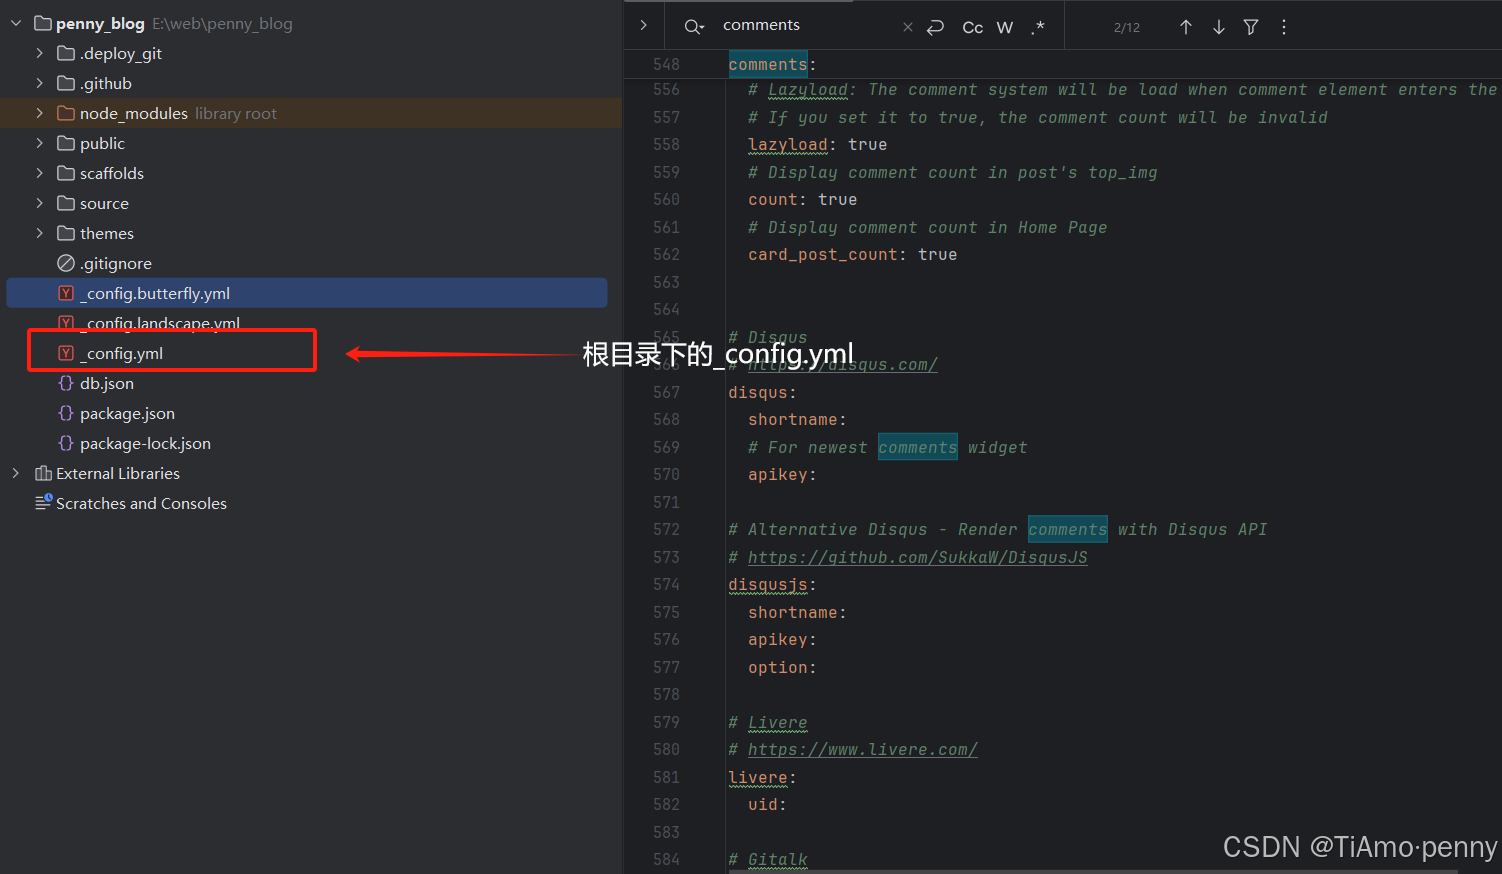 penny_blog E:\web\penny_blog
.deploy_git
.github
node_modules library root
public
scaffolds
source
themes
.gitignore
_config.butterfly.yml
_config.landscape.yml
_config.yml
db.json
package.json
package-lock.json
External Libraries
Scratches and Consoles
comments
Cc W .*
2/12
548 comments:
556 # Lazyload: The comment system will be load when comment element enters the
557 # If you set it to true, the comment count will be invalid
558 lazyload: true
559 # Display comment count in post's top_img
560 count: true
561 # Display comment count in Home Page
562 card_post_count: true
563
564
565 # Disqus
根目录下的_config.yml
566 # https://disqus.com/
567 disqus:
568 shortname:
569 # For newest comments widget
570 apikey:
571
572 # Alternative Disqus - Render comments with Disqus API
573 # https://github.com/SukkaW/DisqusJS
574 disqusjs:
575 shortname:
576 apikey:
577 option:
578
579 # Livere
580 # https://www.livere.com/
581 livere:
582 uid:
583
584 # Gitalk
CSDN @TiAmo·penny